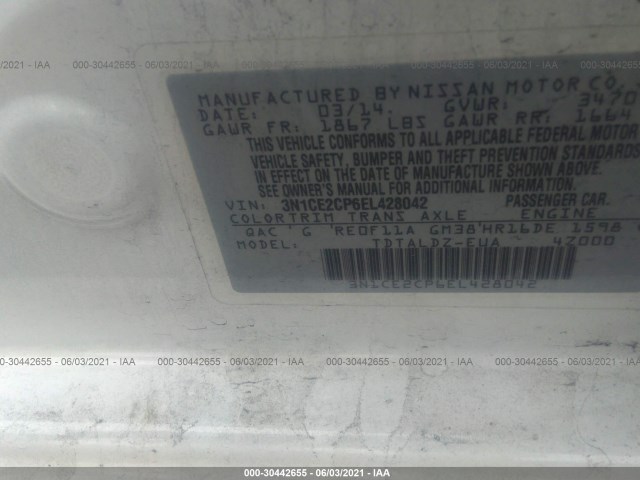 6/03/2021 - IAA 000-30442655 - 06/03/2021 - IAA 000-30442655 - 06/03/2021 - IAA 000-30442655 - 06/03/2021 - IAA
MANUFACTURED BY NISSAN MOTOR CO.
DATE: 03/14 GVWR: 3470
GAWR FR: 1867 LBS GAWR RR: 1664
THIS VEHICLE CONFORMS TO ALL APPLICABLE FEDERAL MOTOR
VEHICLE SAFETY, BUMPER AND THEFT PREVENTION STANDARDS
IN EFFECT ON THE DATE OF MANUFACTURE SHOWN ABOVE.
SEE OWNER'S MANUAL FOR ADDITIONAL INFORMATION.
VIN: 3N1CE2CP6EL428042 PASSENGER CAR.
COLOR TRIM TRANS AXLE ENGINE
QAC G RE0F11A GM38 HR16DE 1598
MODEL: TDTALDZ-EUA 4Z000
3N1CE2CP6EL428042
000-30442655 - 06/03/2021 - IAA 000-30442655 - 06/03/2021 - IAA 000-30442655 - 06/03/2021 - IAA
000-30442655 - 06/03/2021 - IAA